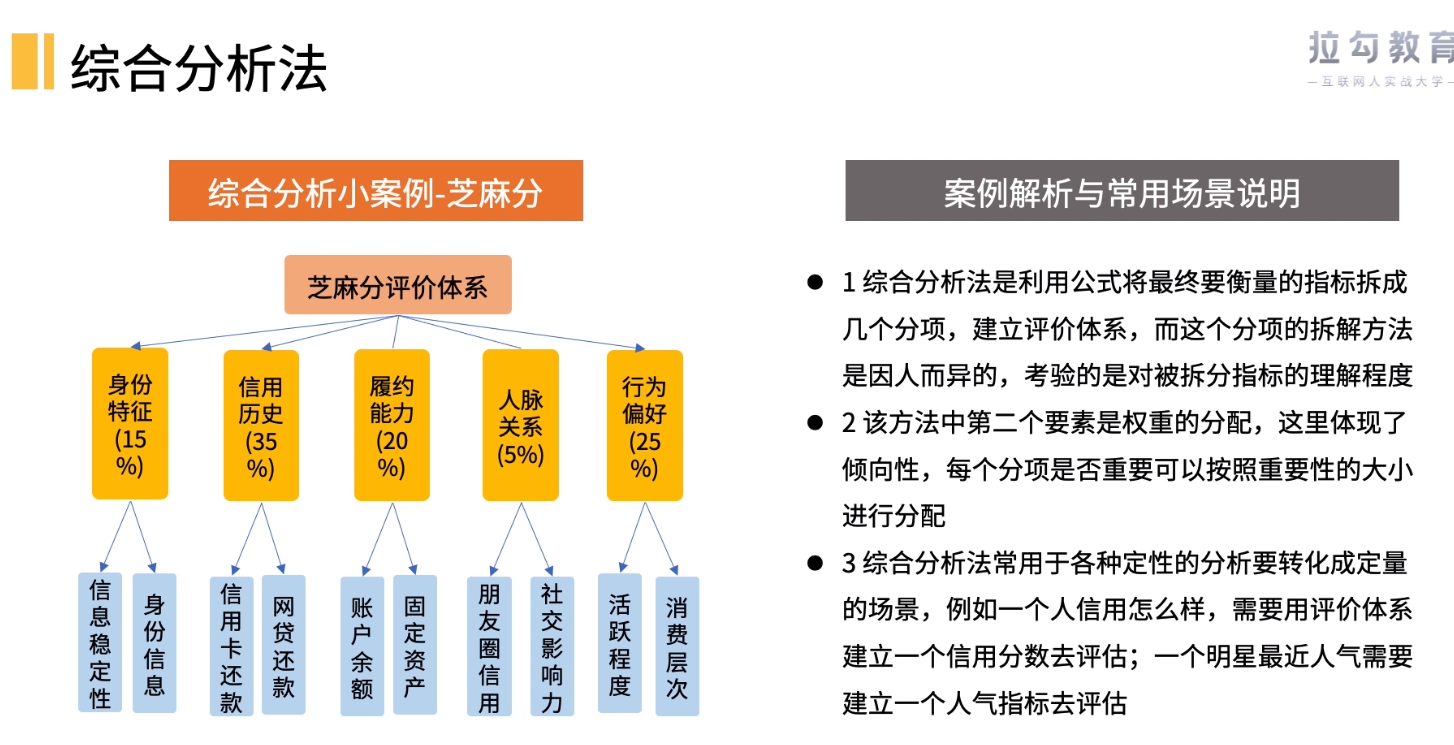 综合分析法
拉勾教育
—互联网人实战大学—
综合分析小案例-芝麻分
芝麻分评价体系
身份
特征
(15
%)
信用
历史
(35
%)
履约
能力
(20
%)
人脉
关系
(5%)
行为
偏好
(25
%)
信息稳定性
身份信息
信用卡还款
网贷还款
账户余额
固定资产
朋友圈信用
社交影响力
活跃程度
消费层次
案例解析与常用场景说明
● 1 综合分析法是利用公式将最终要衡量的指标拆成
几个分项，建立评价体系，而这个分项的拆解方法
是因人而异的，考验的是对被拆分指标的理解程度
● 2 该方法中第二个要素是权重的分配，这里体现了
倾向性，每个分项是否重要可以按照重要性的大小
进行分配
● 3 综合分析法常用于各种定性的分析要转化成定量
的场景，例如一个人信用怎么样，需要用评价体系
建立一个信用分数去评估；一个明星最近人气需要
建立一个人气指标去评估